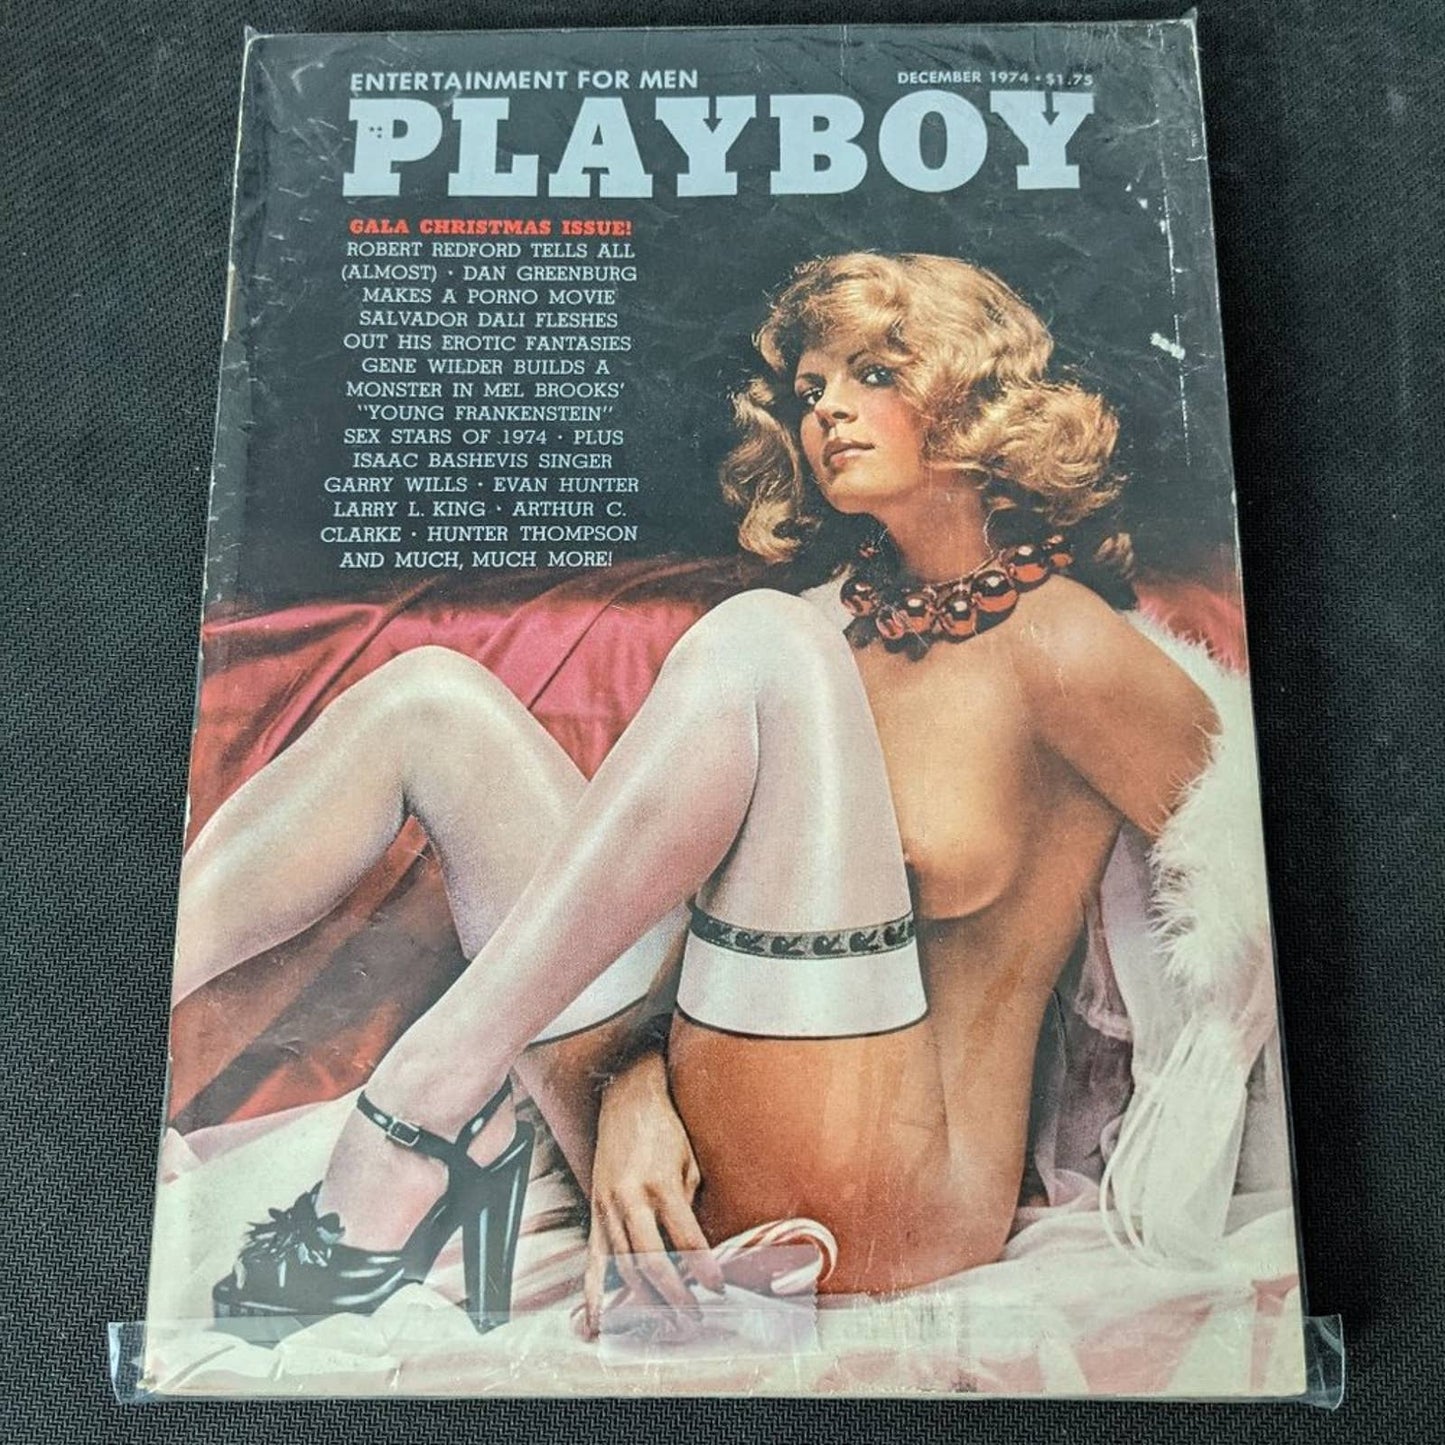 ENTERTAINMENT FOR MEN
DECEMBER 1974 • $1.75
PLAYBOY
GALA CHRISTMAS ISSUE!
ROBERT REDFORD TELLS ALL
(ALMOST) • DAN GREENBURG
MAKES A PORNO MOVIE
SALVADOR DALI FLESHES
OUT HIS EROTIC FANTASIES
GENE WILDER BUILDS A
MONSTER IN MEL BROOKS'
"YOUNG FRANKENSTEIN"
SEX STARS OF 1974 • PLUS
ISAAC BASHEVIS SINGER
GARRY WILLS • EVAN HUNTER
LARRY L. KING • ARTHUR C.
CLARKE • HUNTER THOMPSON
AND MUCH, MUCH MORE!